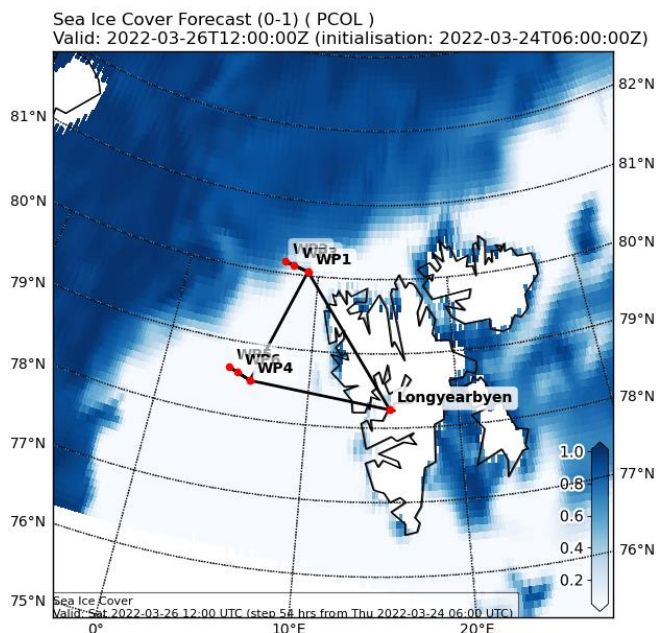 Sea Ice Cover Forecast (0-1) ( PCOL )
Valid: 2022-03-26T12:00:00Z (initialisation: 2022-03-24T06:00:00Z)
82°N
81°N
81°N
80°N
80°N
WP1
79°N
79°N
WP6
WP4
78°N
Longyearbyen
78°N
77°N
1.0
0.8
77°N
0.6
76°N
0.4
76°N
0.2
75°N
Sea Ice Cover
Valid: Sat 2022-03-26 12:00 UTC (step 54 hrs from Thu 2022-03-24 06:00 UTC)
0°
10°E
20°E